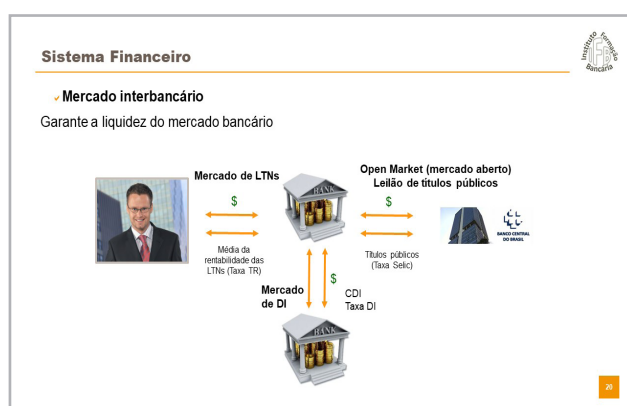 Sistema Financeiro
Instituto Formação
IFB
Bancária
Mercado interbancário
Garante a liquidez do mercado bancário
Mercado de LTNs
$
Média da
rentabilidade das
LTNs (Taxa TR)
BANK
Open Market (mercado aberto)
Leilão de titulos públicos
$
Títulos públicos
(Taxa Selic)
BANCO CENTRAL
DO BRASIL
Mercado
de DI
$
CDI
Taxa DI
BANK
20